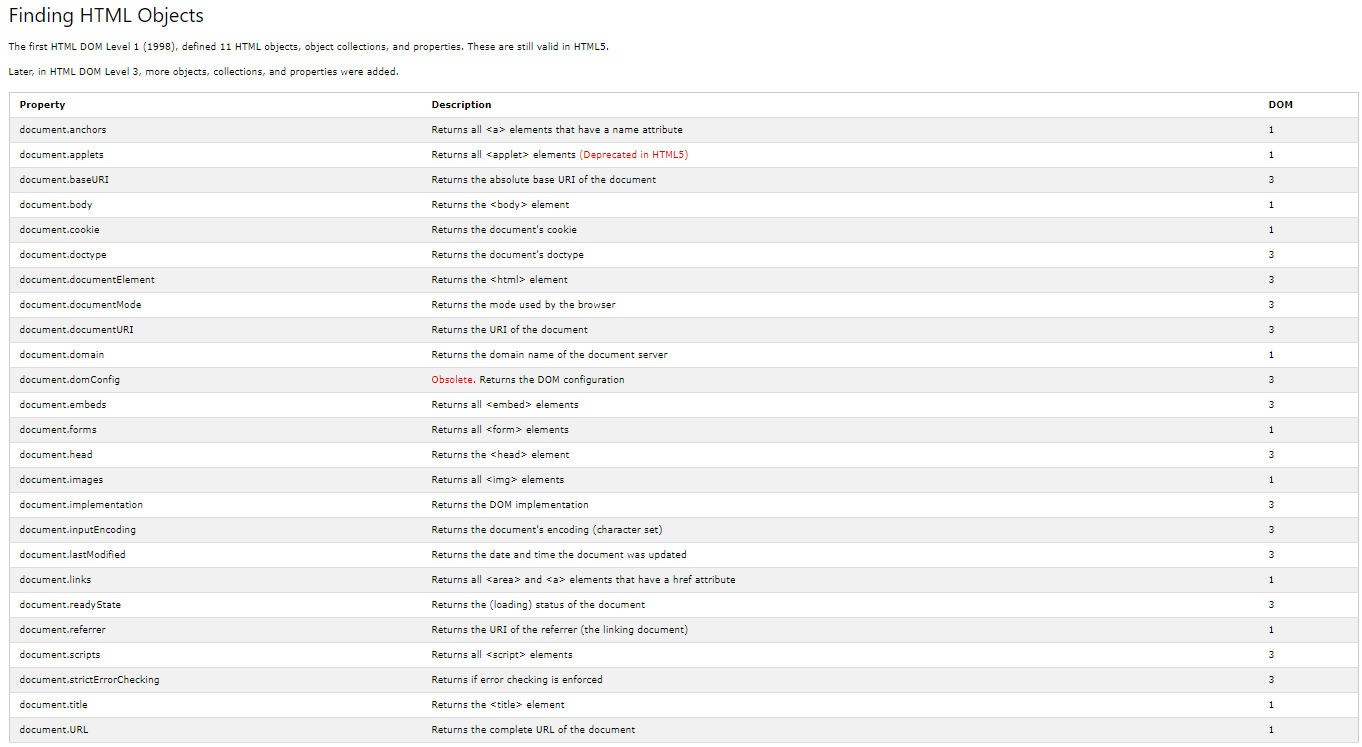 Finding HTML Objects
The first HTML DOM Level 1 (1998), defined 11 HTML objects, object collections, and properties. These are still valid in HTML5.
Later, in HTML DOM Level 3, more objects, collections, and properties were added.
Property Description DOM
document.anchors Returns all <a> elements that have a name attribute 1
document.applets Returns all <applet> elements (Deprecated in HTML5) 1
document.baseURI Returns the absolute base URI of the document 3
document.body Returns the <body> element 1
document.cookie Returns the document's cookie 1
document.doctype Returns the document's doctype 3
document.documentElement Returns the <html> element 3
document.documentMode Returns the mode used by the browser 3
document.documentURI Returns the URI of the document 3
document.domain Returns the domain name of the document server 1
document.domConfig Obsolete. Returns the DOM configuration 3
document.embeds Returns all <embed> elements 3
document.forms Returns all <form> elements 1
document.head Returns the <head> element 3
document.images Returns all <img> elements 1
document.implementation Returns the DOM implementation 3
document.inputEncoding Returns the document's encoding (character set) 3
document.lastModified Returns the date and time the document was updated 3
document.links Returns all <area> and <a> elements that have a href attribute 1
document.readyState Returns the (loading) status of the document 3
document.referrer Returns the URI of the referrer (the linking document) 1
document.scripts Returns all <script> elements 3
document.strictErrorChecking Returns if error checking is enforced 3
document.title Returns the <title> element 1
document.URL Returns the complete URL of the document 1